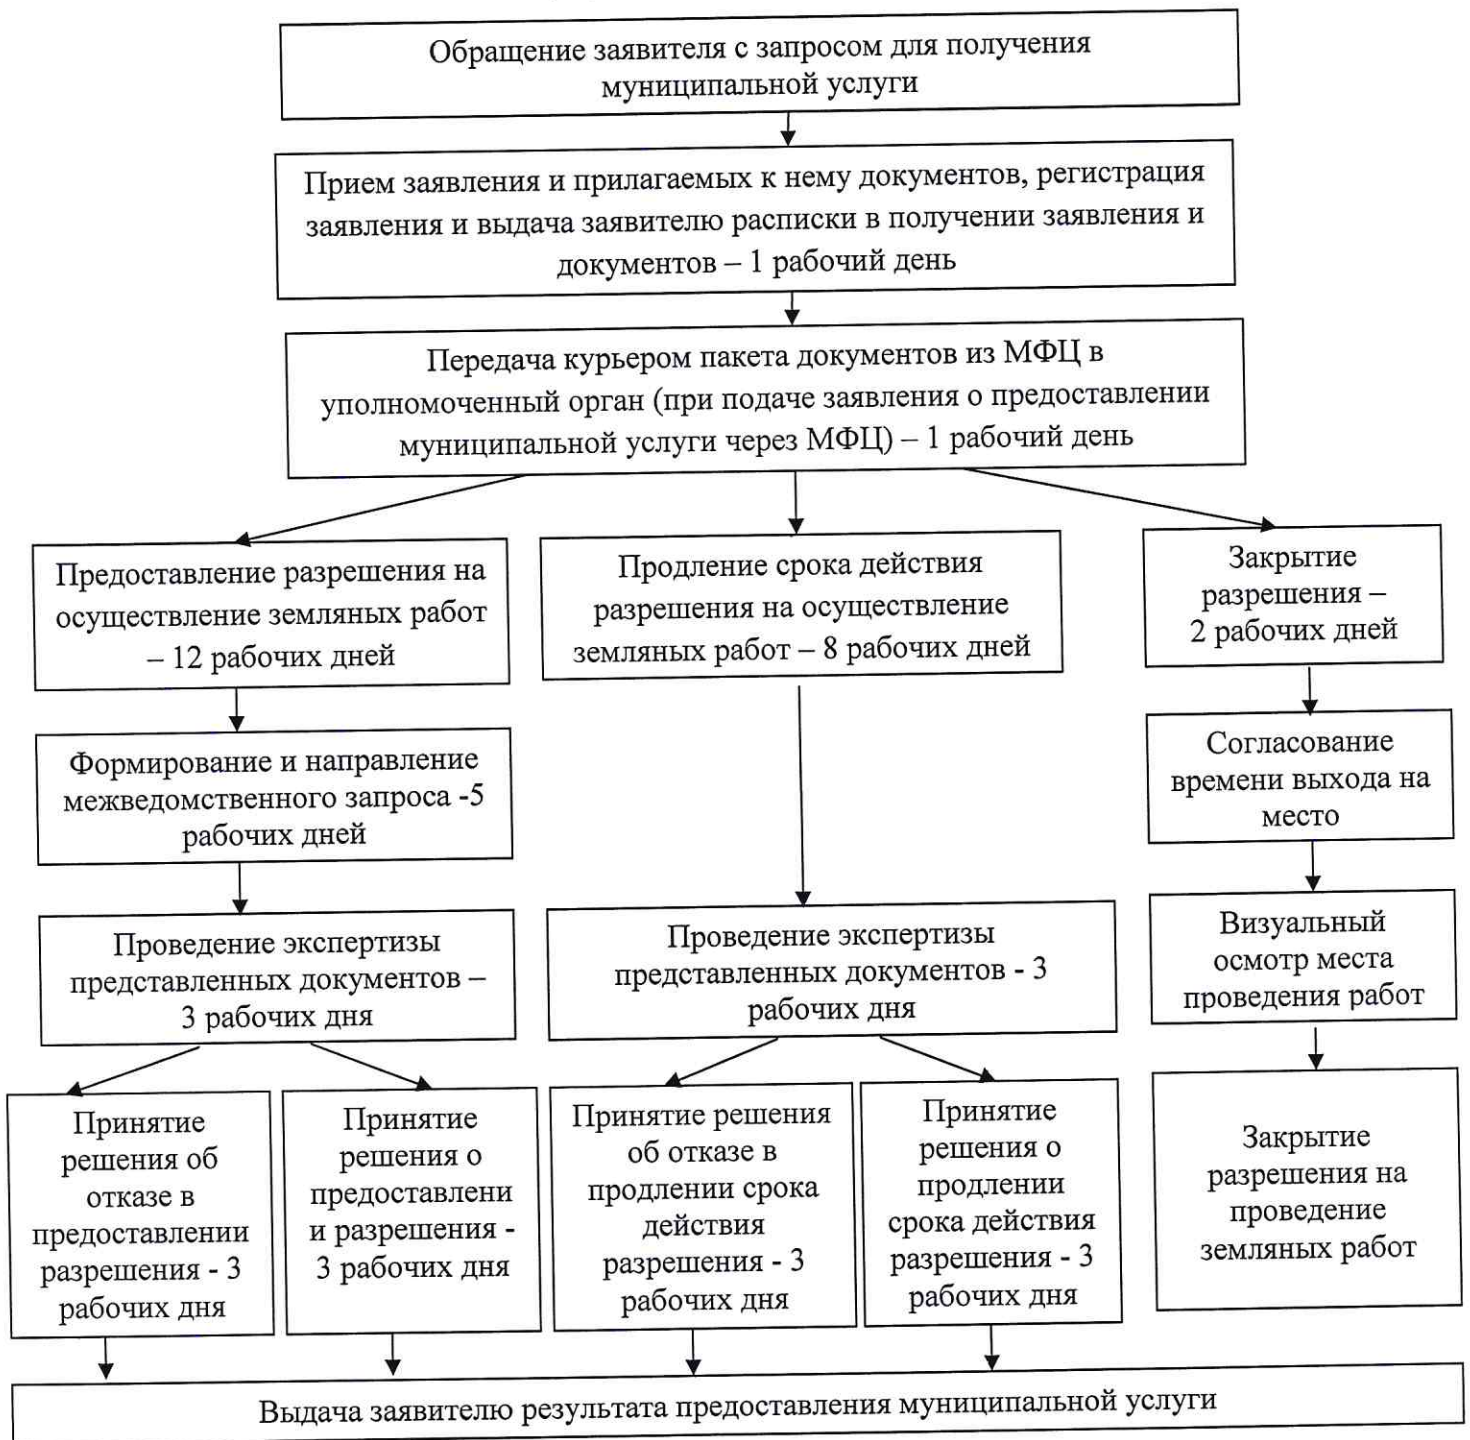 Обращение заявителя с запросом для получения
муниципальной услуги
Прием заявления и прилагаемых к нему документов, регистрация
заявления и выдача заявителю расписки в получении заявления и
документов – 1 рабочий день
Передача курьером пакета документов из МФЦ в
уполномоченный орган (при подаче заявления о предоставлении
муниципальной услуги через МФЦ) – 1 рабочий день
Предоставление разрешения на
осуществление земляных работ
– 12 рабочих дней
Продление срока действия
разрешения на осуществление
земляных работ – 8 рабочих дней
Закрытие
разрешения –
2 рабочих дней
Формирование и направление
межведомственного запроса -5
рабочих дней
Согласование
времени выхода на
место
Проведение экспертизы
представленных документов –
3 рабочих дня
Проведение экспертизы
представленных документов - 3
рабочих дня
Визуальный
осмотр места
проведения работ
Принятие
решения об
отказе в
предоставлении
разрешения - 3
рабочих дня
Принятие
решения о
предоставлени
и разрешения -
3 рабочих дня
Принятие решения
об отказе в
продлении срока
действия
разрешения - 3
рабочих дня
Принятие
решения о
продлении
срока действия
разрешения - 3
рабочих дня
Закрытие
разрешения на
проведение
земляных работ
Выдача заявителю результата предоставления муниципальной услуги